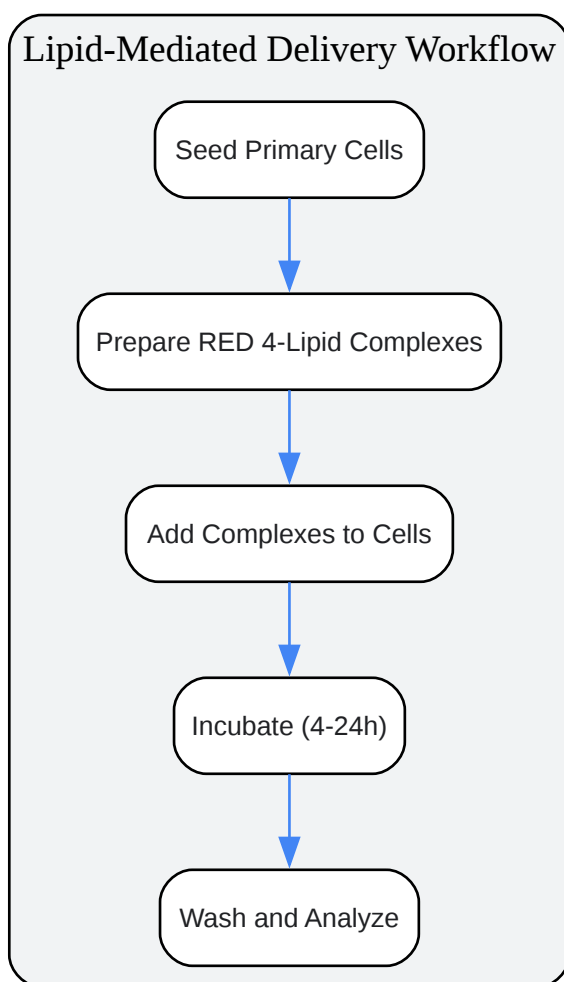 Lipid-Mediated Delivery Workflow
Seed Primary Cells
Prepare RED 4-Lipid Complexes
Add Complexes to Cells
Incubate (4-24h)
Wash and Analyze